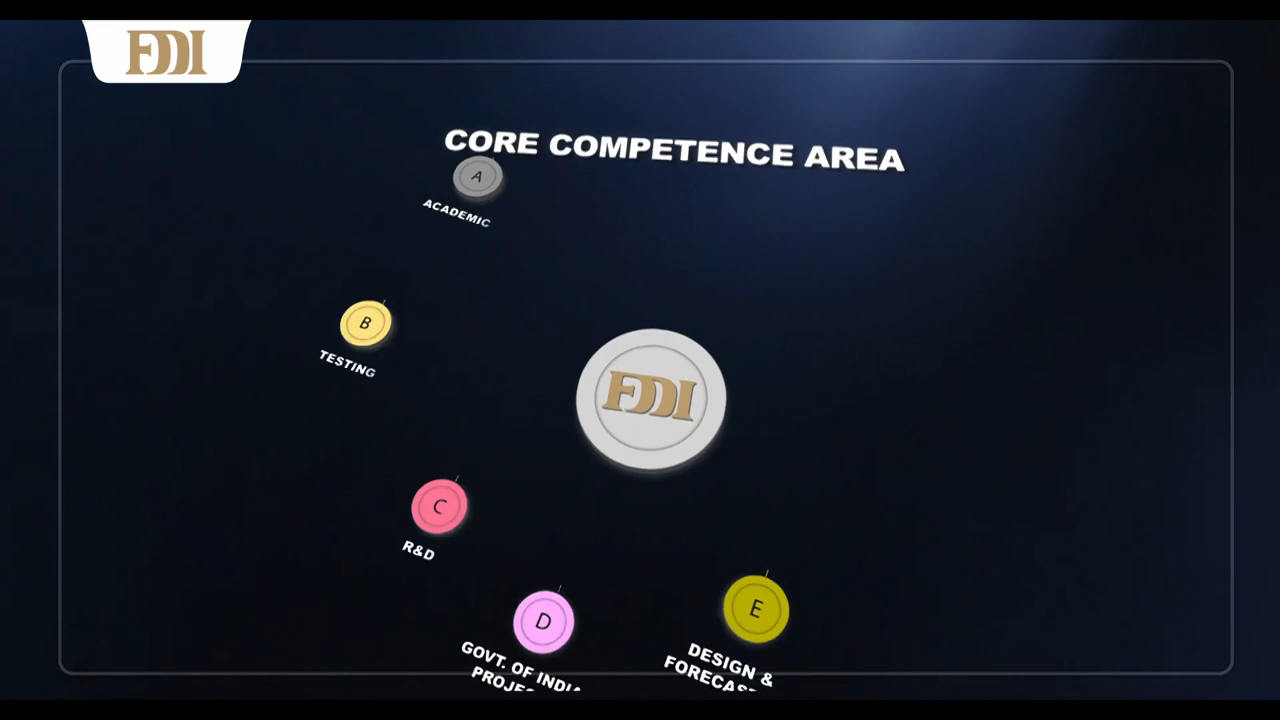 FDDI
CORE COMPETENCE AREA
A
ACADEMIC
B
TESTING
FDDI
C
R&D
D
GOVT. OF INDIA
E
DESIGN &